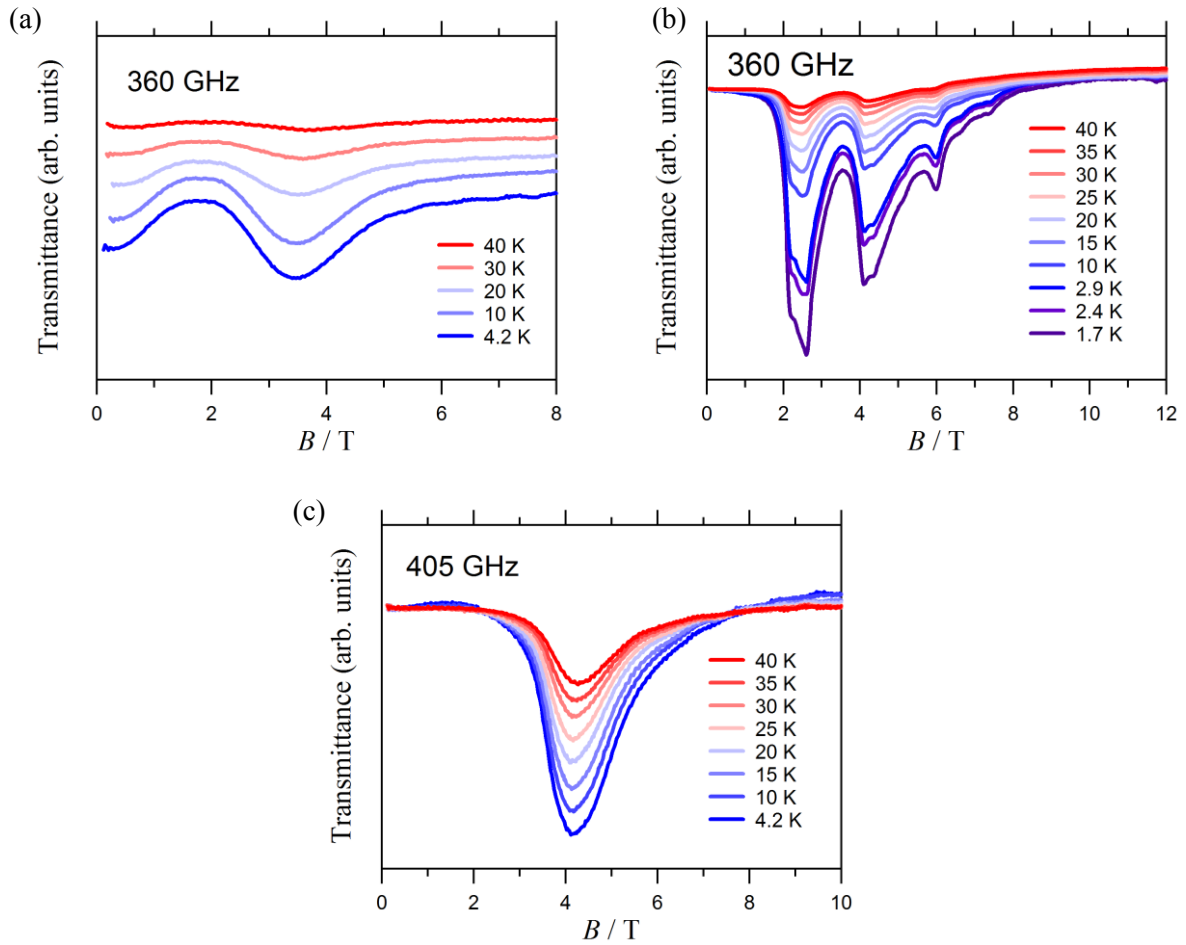 (a)
360 GHz
Transmittance (arb. units)
40 K
30 K
20 K
10 K
4.2 K
0 2 4 6 8
B / T
(b)
360 GHz
Transmittance (arb. units)
40 K
35 K
30 K
25 K
20 K
15 K
10 K
2.9 K
2.4 K
1.7 K
0 2 4 6 8 10 12
B / T
(c)
405 GHz
Transmittance (arb. units)
40 K
35 K
30 K
25 K
20 K
15 K
10 K
4.2 K
0 2 4 6 8 10
B / T